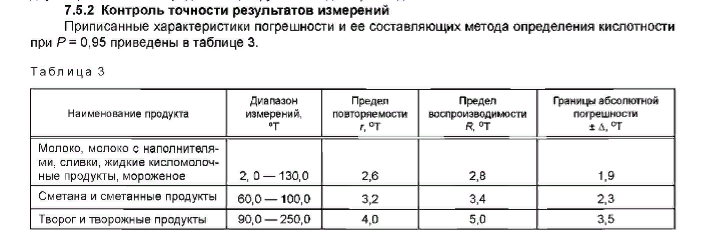 7.5.2 Контроль точности результатов измерений
Приписанные характеристики погрешности и ее составляющих метода определения кислотности
при P = 0,95 приведены в таблице 3.
Таблица 3
Наименование продукта
Диапазон
измерений,
°Т
Предел
повторяемости
r, °Т
Предел
воспроизводимости
R, °Т
Границы абсолютной
погрешности
± Δ, °Т
Молоко, молоко с наполнителя-
ми, сливки, жидкие кисломолоч-
ные продукты, мороженое
2, 0 — 130,0
2,6
2,8
1,9
Сметана и сметанные продукты
60,0 — 100,0
3,2
3,4
2,3
Творог и творожные продукты
90,0 — 250,0
4,0
5,0
3,5